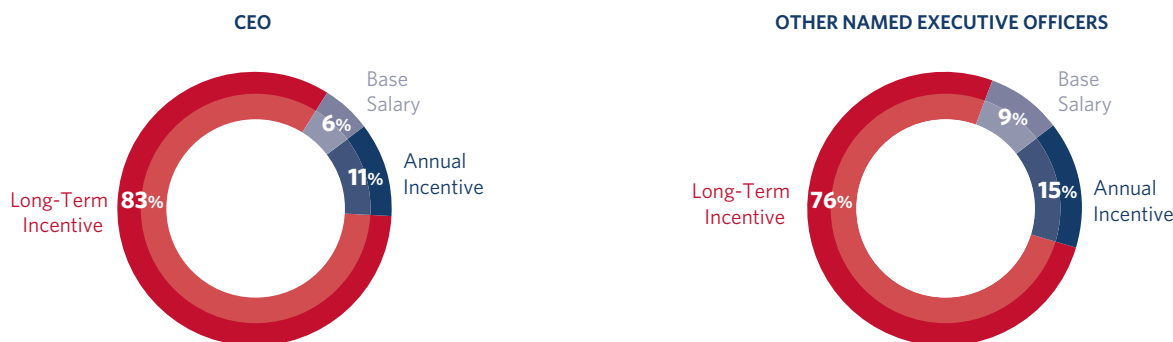 CEO
Base
Salary
6%
Annual
Incentive
11%
Long-Term
Incentive
83%
OTHER NAMED EXECUTIVE OFFICERS
Base
Salary
9%
Annual
Incentive
15%
Long-Term
Incentive
76%